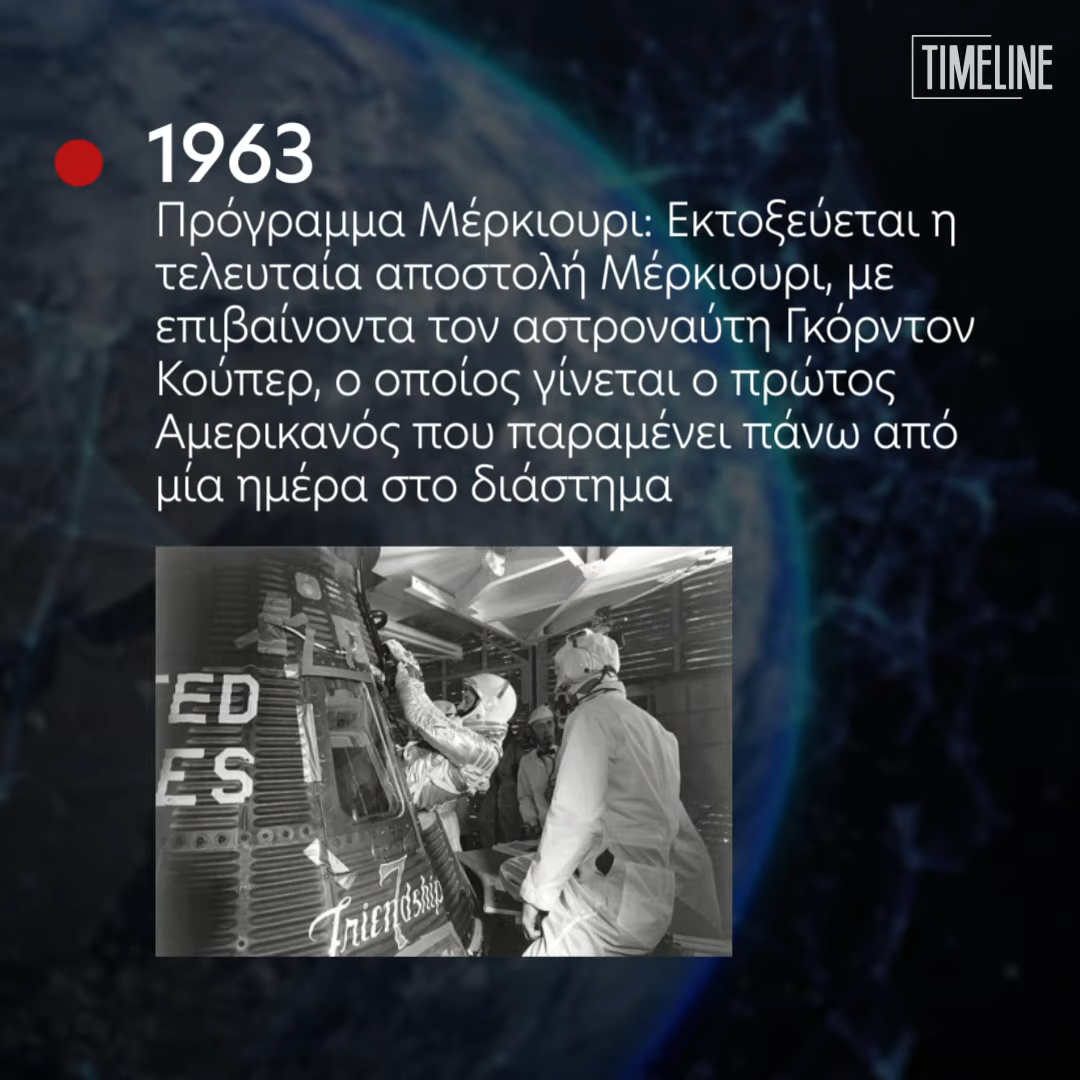 TIMELINE
1963
Πρόγραμμα Μέρκιουρι: Εκτοξεύεται η
τελευταία αποστολή Μέρκιουρι, με
επιβαίνοντα τον αστροναύτη Γκόρντον
Κούπερ, ο οποίος γίνεται ο πρώτος
Αμερικανός που παραμένει πάνω από
μία ημέρα στο διάστημα
ED
ES
Friendship
7